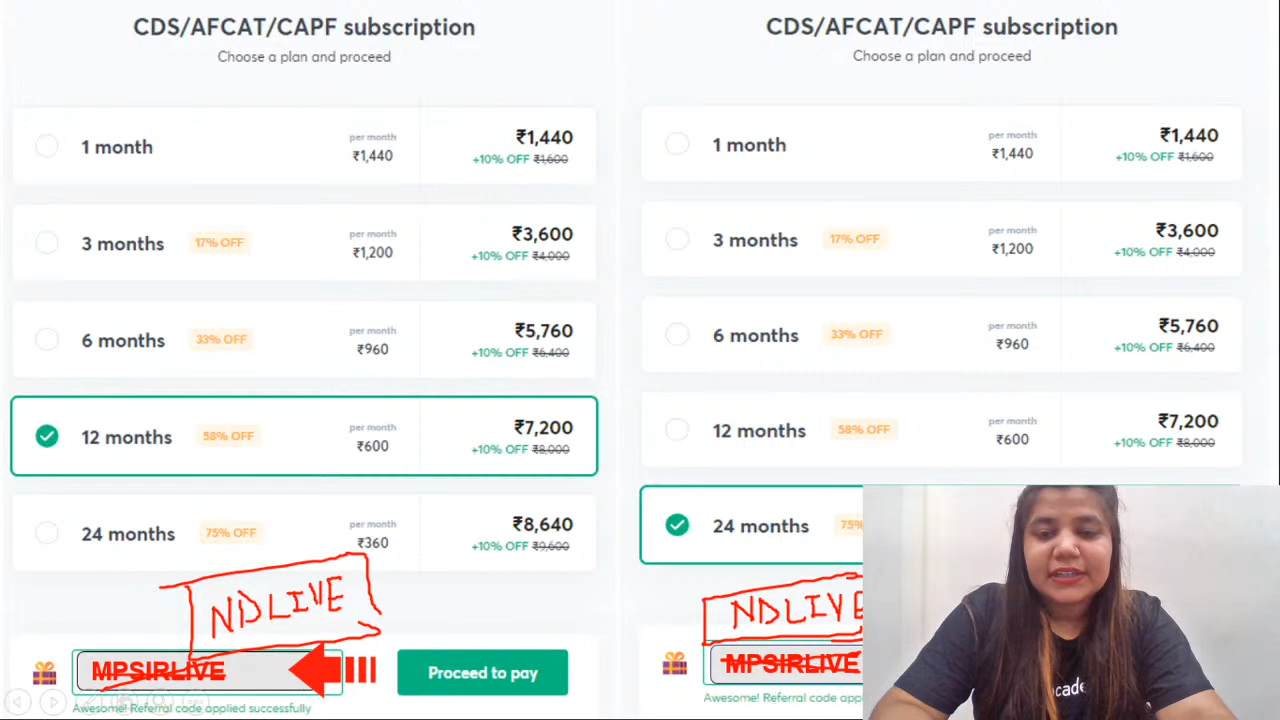 CDS/AFCAT/CAPF subscription
Choose a plan and proceed
1 month
per month
₹1,440
₹1,440
+10% OFF ₹1,600
3 months
17% OFF
per month
₹1,200
₹3,600
+10% OFF ₹4,000
6 months
33% OFF
per month
₹960
₹5,760
+10% OFF ₹6,400
12 months
58% OFF
per month
₹600
₹7,200
+10% OFF ₹8,000
24 months
75% OFF
per month
₹360
₹8,640
+10% OFF ₹9,600
NDLIVE
MPSIRLIVE
Proceed to pay
Awesome! Referral code applied successfully
CDS/AFCAT/CAPF subscription
Choose a plan and proceed
1 month
per month
₹1,440
₹1,440
+10% OFF ₹1,600
3 months
17% OFF
per month
₹1,200
₹3,600
+10% OFF ₹4,000
6 months
33% OFF
per month
₹960
₹5,760
+10% OFF ₹6,400
12 months
58% OFF
per month
₹600
₹7,200
+10% OFF ₹8,000
24 months
75%
NDLIVE
MPSIRLIVE
Awesome! Referral code app
cade